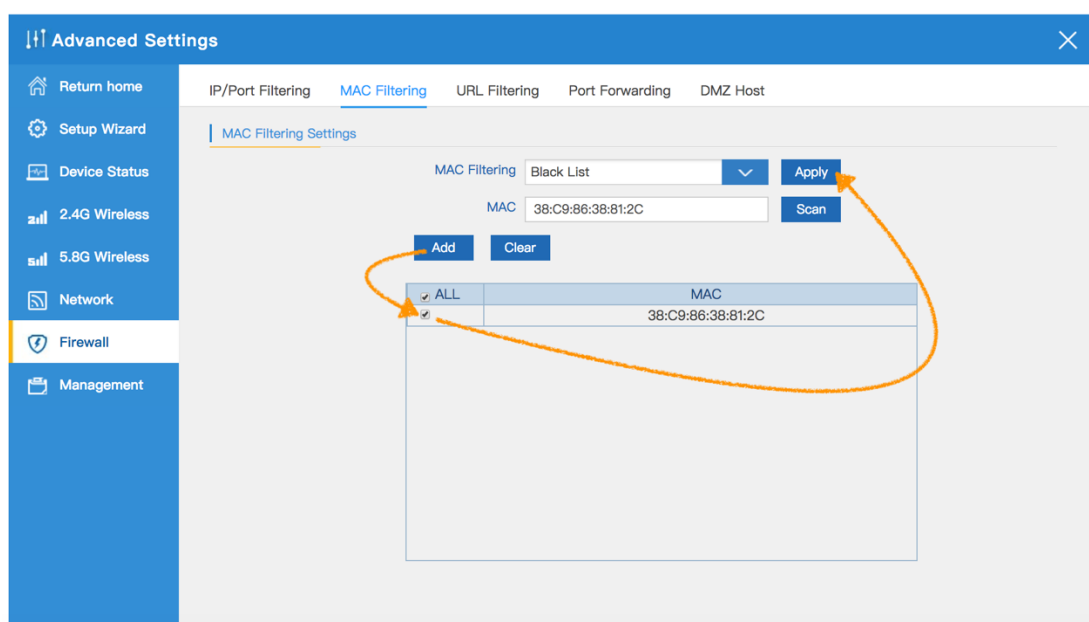 Advanced Settings
Return home
Setup Wizard
Device Status
2.4G Wireless
5.8G Wireless
Network
Firewall
Management
IP/Port Filtering MAC Filtering URL Filtering Port Forwarding DMZ Host
MAC Filtering Settings
MAC Filtering Black List Apply
MAC 38:C9:86:38:81:2C Scan
Add Clear
ALL MAC
38:C9:86:38:81:2C